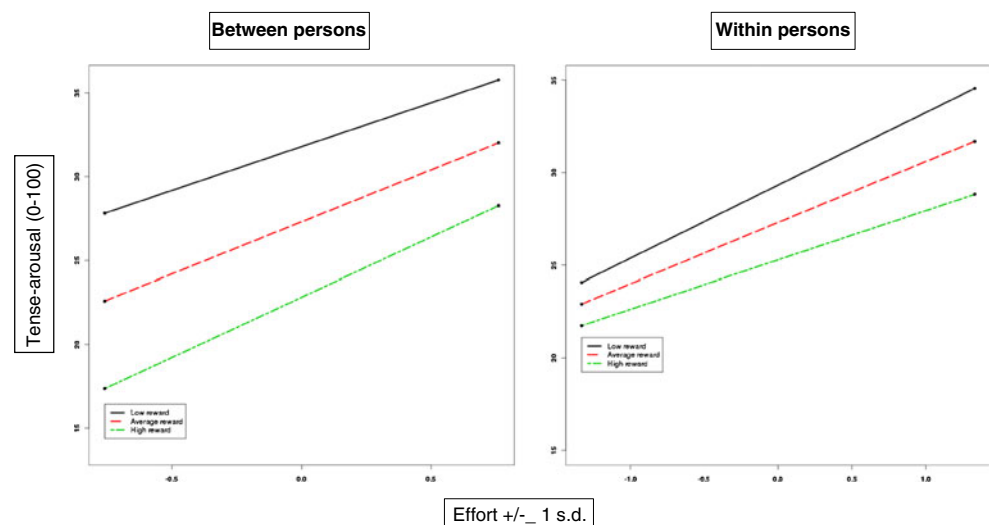 Between persons
Within persons
Tense-arousal (0-100)
35
30
25
20
15
Low reward
Average reward
High reward
-0.5
0.0
0.5
35
30
25
20
15
Low reward
Average reward
High reward
-1.0
-0.5
0.0
0.5
1.0
Effort +/-_ 1 s.d.